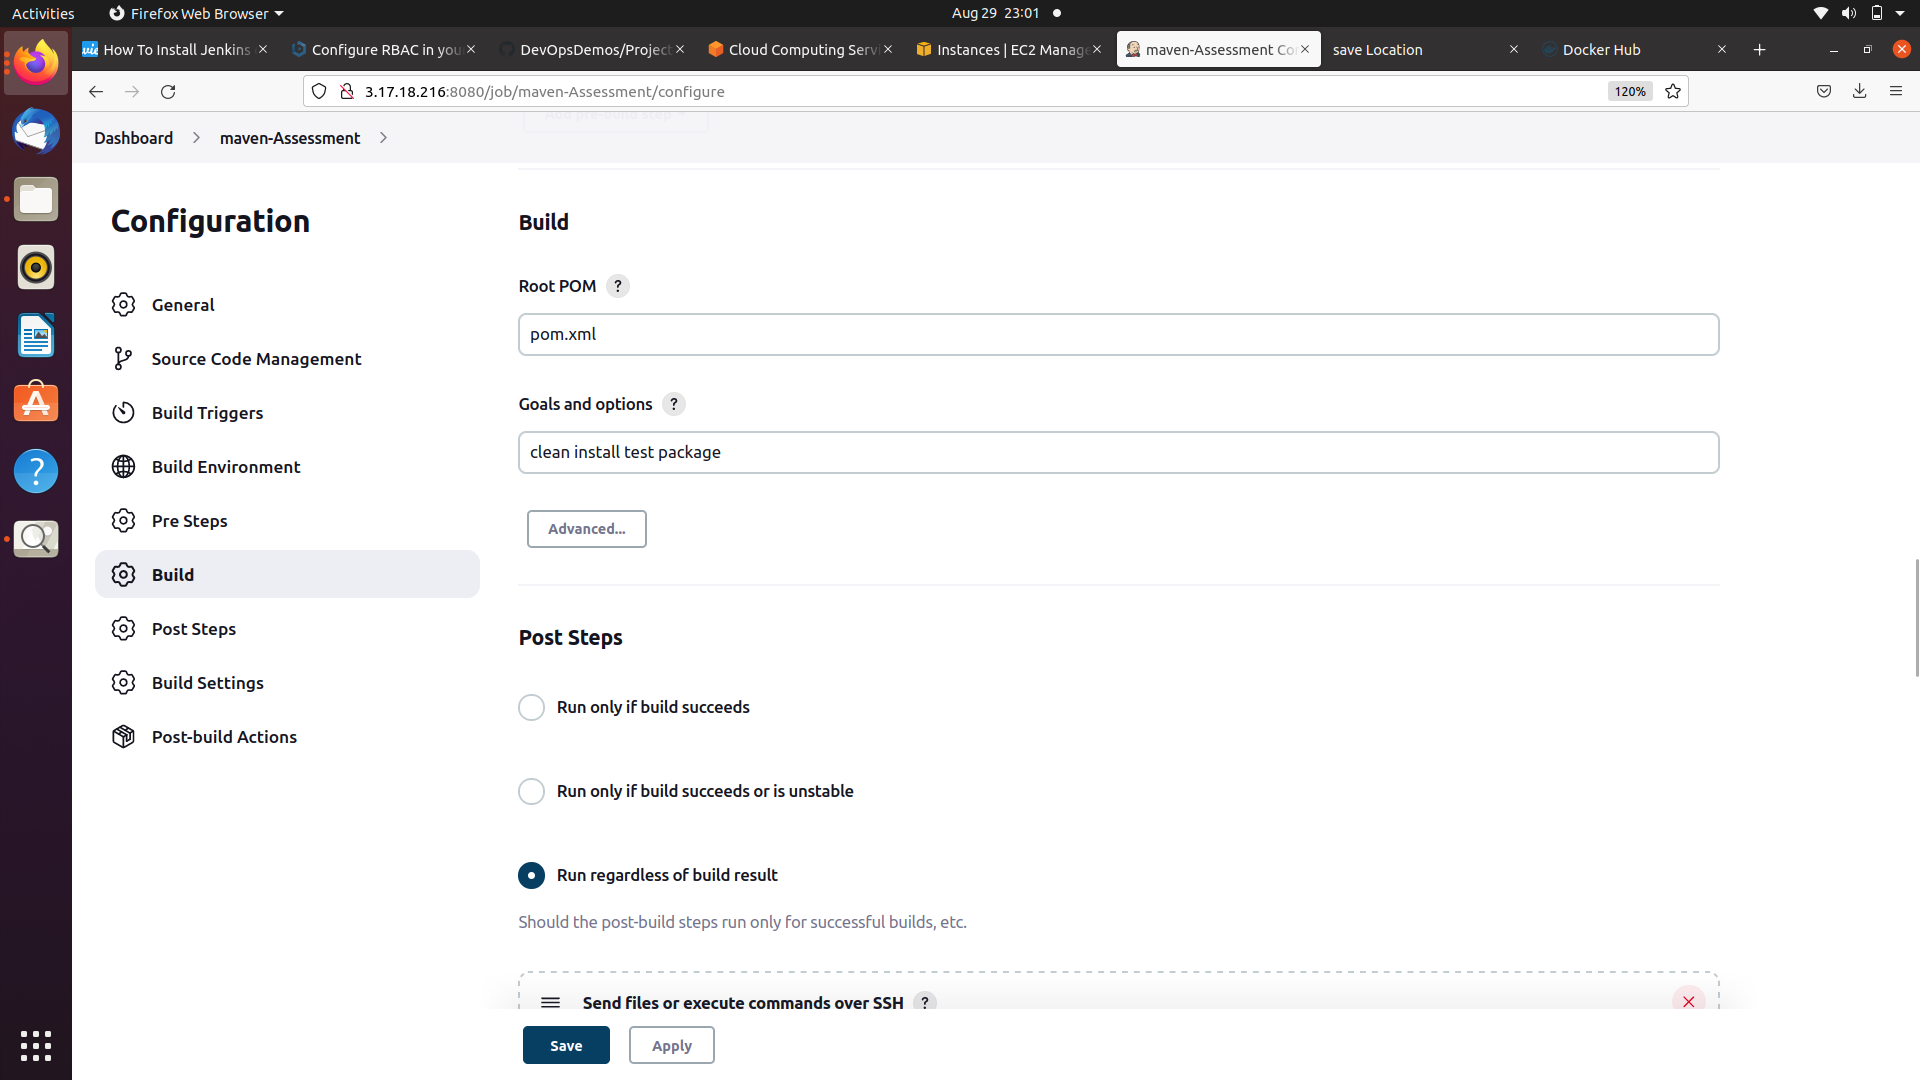 Activities
Firefox Web Browser
Aug 29 23:01
How To Install Jenkins
Configure RBAC in you
DevOpsDemos/Project
Cloud Computing Servi
Instances | EC2 Manage
maven-Assessment Co
save Location
Docker Hub
3.17.18.216:8080/job/maven-Assessment/configure
120%
Add pre-build step
Dashboard
maven-Assessment
Configuration
General
Source Code Management
Build Triggers
Build Environment
Pre Steps
Build
Post Steps
Build Settings
Post-build Actions
Build
Root POM ?
pom.xml
Goals and options ?
clean install test package
Advanced...
Post Steps
Run only if build succeeds
Run only if build succeeds or is unstable
Run regardless of build result
Should the post-build steps run only for successful builds, etc.
Send files or execute commands over SSH ?
Save
Apply